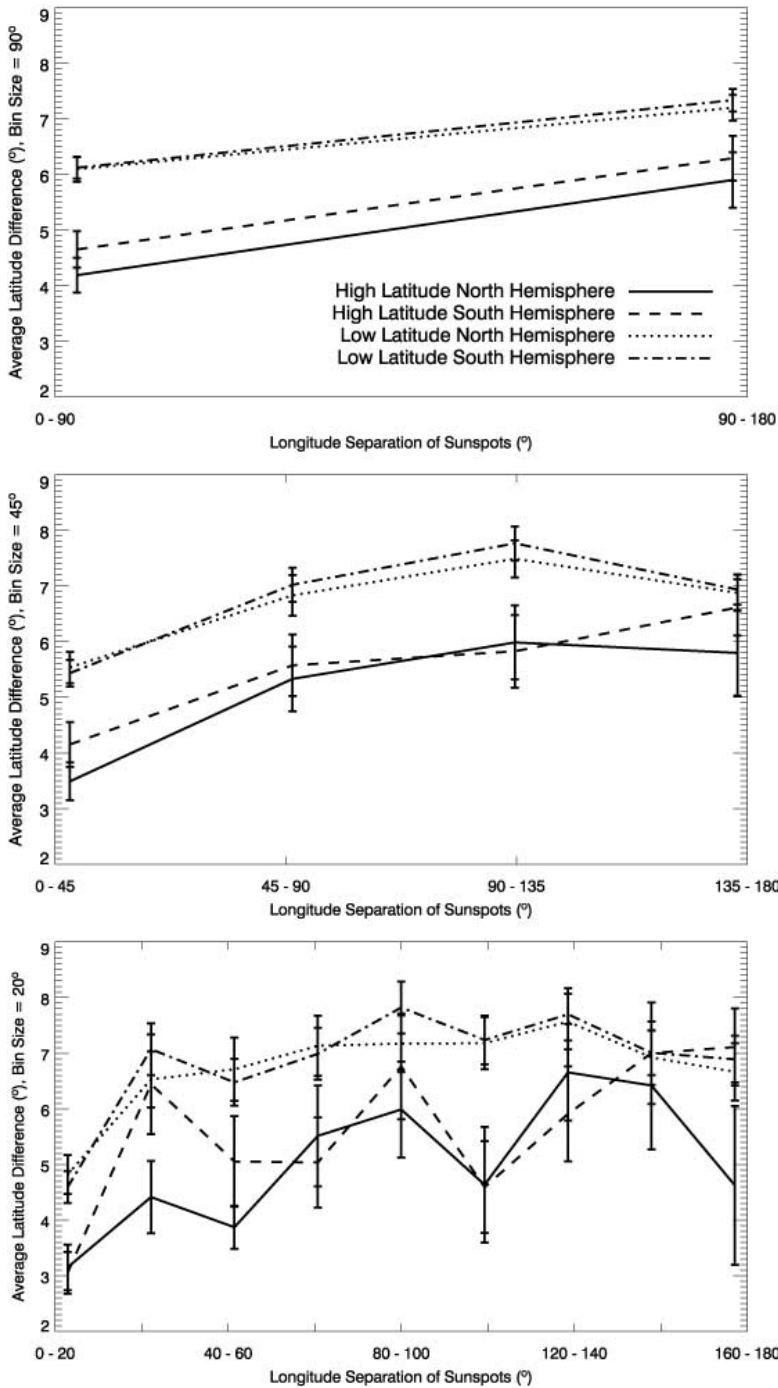 Average Latitude Difference (º), Bin Size = 90º
9
8
7
6
5
4
3
2
High Latitude North Hemisphere
High Latitude South Hemisphere
Low Latitude North Hemisphere
Low Latitude South Hemisphere
0 - 90
90 - 180
Longitude Separation of Sunspots (º)
Average Latitude Difference (º), Bin Size = 45º
9
8
7
6
5
4
3
2
0 - 45
45 - 90
90 - 135
135 - 180
Longitude Separation of Sunspots (º)
Average Latitude Difference (º), Bin Size = 20º
9
8
7
6
5
4
3
2
0 - 20
40 - 60
80 - 100
120 - 140
160 - 180
Longitude Separation of Sunspots (º)